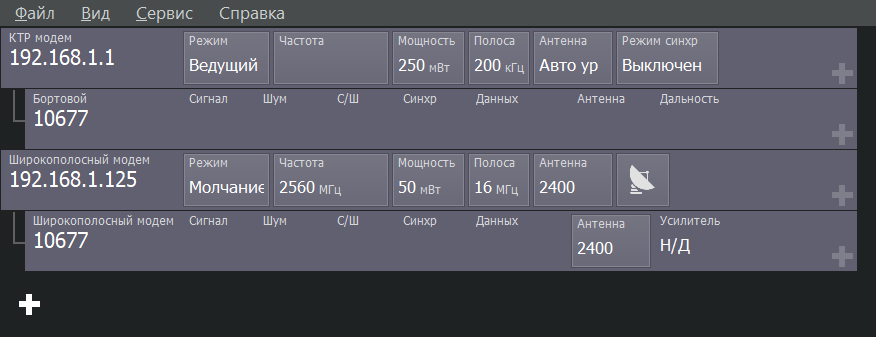 Файл Вид Сервис Справка
КТР модем Режим Частота Мощность Полоса Антенна Режим синхр
192.168.1.1 Ведущий 250 мВт 200 кГц Авто ур Выключен
Бортовой Сигнал Шум С/Ш Синхр Данных Антенна Дальность
10677
Широкополосный модем Режим Частота Мощность Полоса Антенна
192.168.1.125 Молчание 2560 МГц 50 мВт 16 МГц 2400
Широкополосный модем Сигнал Шум С/Ш Синхр Данных Антенна Усилитель
10677 2400 Н/Д